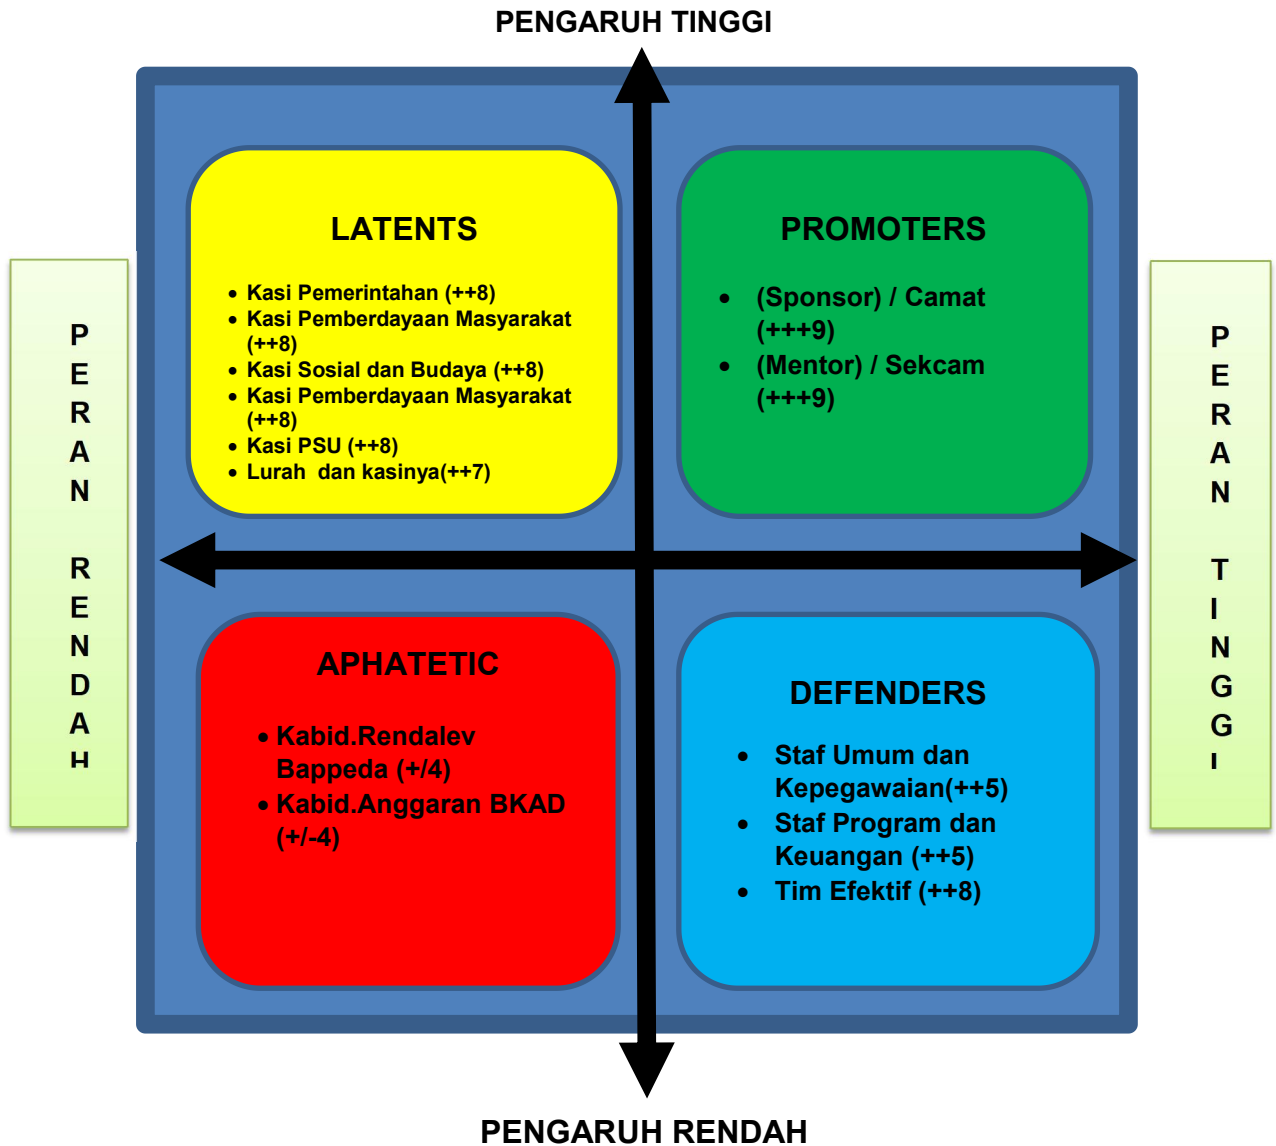 PENGARUH TINGGI
LATENTS
• Kasi Pemerintahan (++8)
• Kasi Pemberdayaan Masyarakat
(++8)
• Kasi Sosial dan Budaya (++8)
• Kasi Pemberdayaan Masyarakat
(++8)
• Kasi PSU (++8)
• Lurah dan kasinya(++7)
PROMOTERS
• (Sponsor) / Camat
(+++9)
• (Mentor) / Sekcam
(+++9)
P
E
R
A
N
R
E
N
D
A
H
P
E
R
A
N
T
I
N
G
G
I
APHATETIC
• Kabid.Rendalev
Bappeda (+/4)
• Kabid.Anggaran BKAD
(+/-4)
DEFENDERS
• Staf Umum dan
Kepegawaian(++5)
• Staf Program dan
Keuangan (++5)
• Tim Efektif (++8)
PENGARUH RENDAH